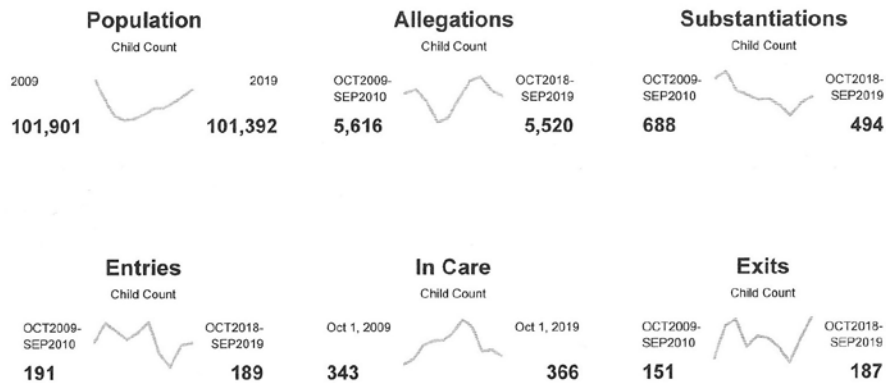 Population
Child Count
2009
2019
101,901
101,392
Allegations
Child Count
OCT2009-
SEP2010
OCT2018-
SEP2019
5,616
5,520
Substantiations
Child Count
OCT2009-
SEP2010
OCT2018-
SEP2019
688
494
Entries
Child Count
OCT2009-
SEP2010
OCT2018-
SEP2019
191
189
In Care
Child Count
Oct 1, 2009
Oct 1, 2019
343
366
Exits
Child Count
OCT2009-
SEP2010
OCT2018-
SEP2019
151
187